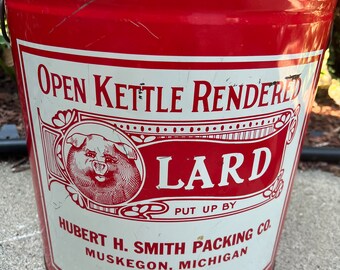 OPEN KETTLE RENDERED
LARD
PUT UP BY
HUBERT H. SMITH PACKING CO.
MUSKEGON, MICHIGAN